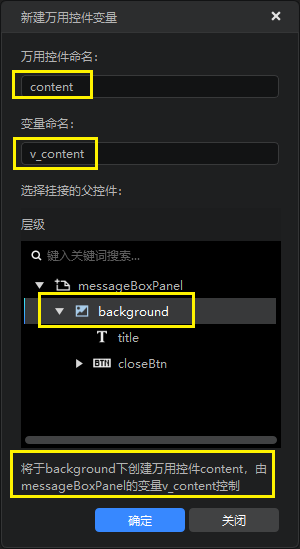 新建万用控件变量
万用控件命名：
content
变量命名：
v_content
选择挂接的父控件：
层级
键入关键词搜索...
messageBoxPanel
background
T title
BTN closeBtn
将于background下创建万用控件content，由
messageBoxPanel的变量v_content控制
确定 关闭